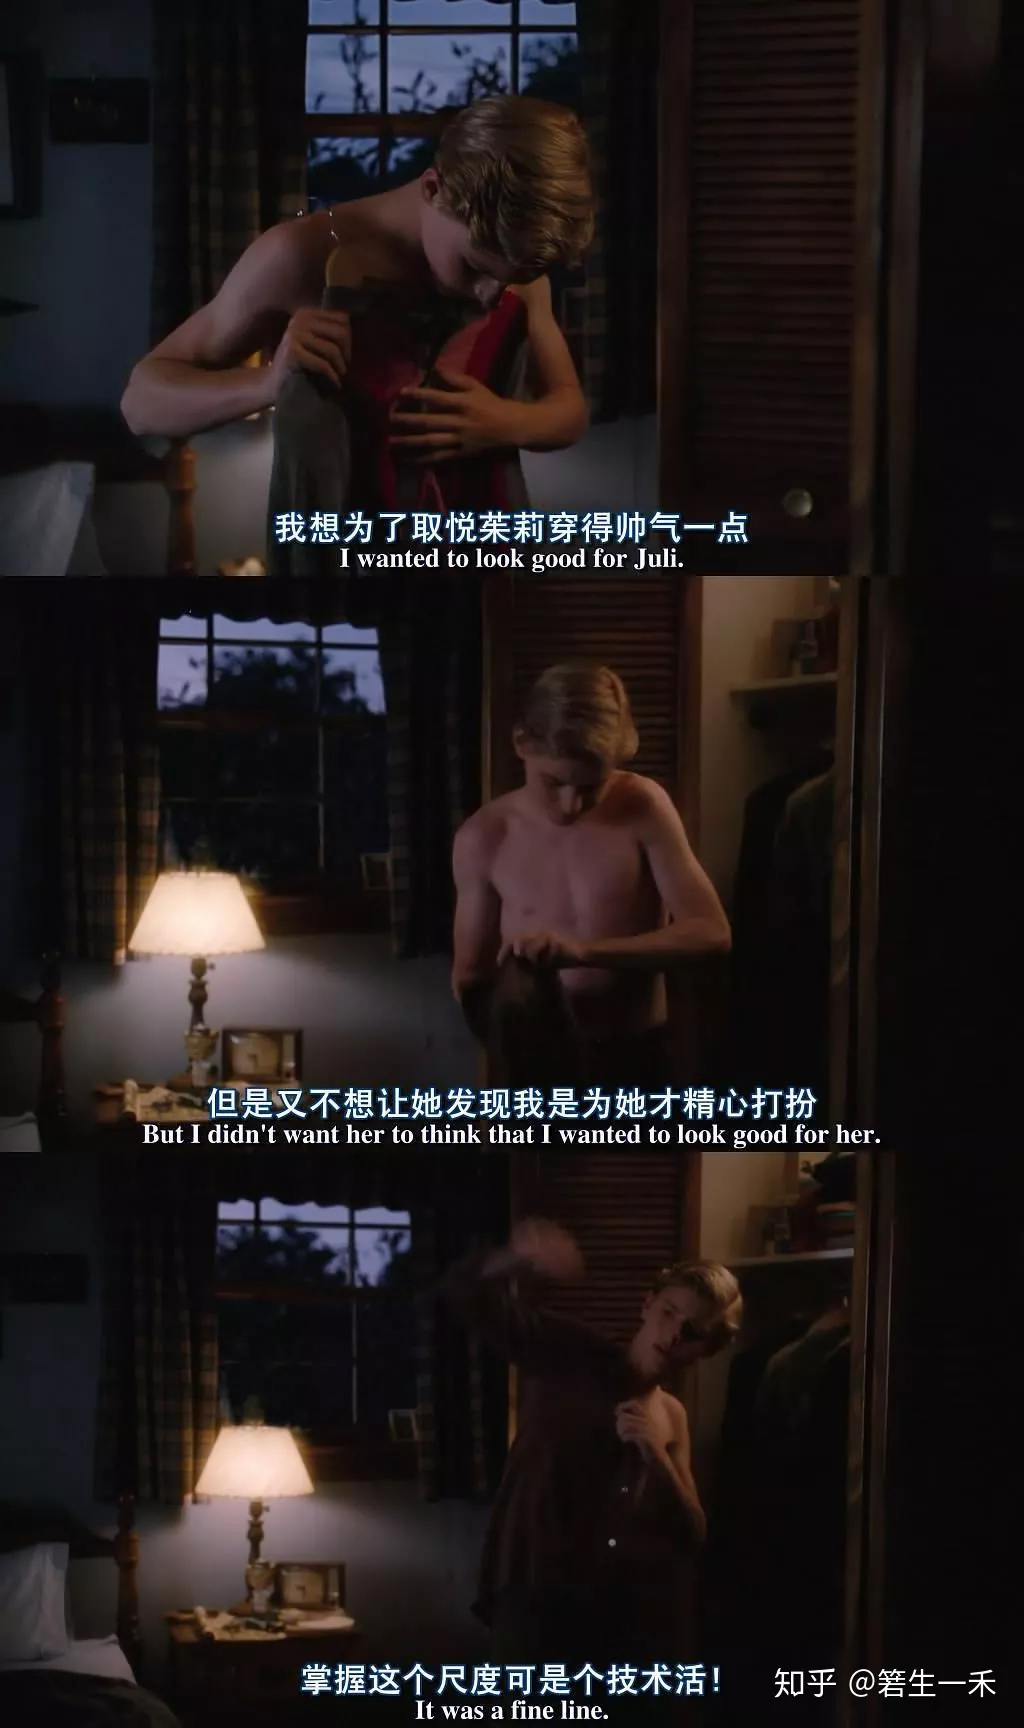 我想为了取悦茱莉穿得帅气一点
I wanted to look good for Juli.
但是又不想让她发现我是为她才精心打扮
But I didn't want her to think that I wanted to look good for her.
掌握这个尺度可是个技术活！
It was a fine line.
知乎 @箬生一禾